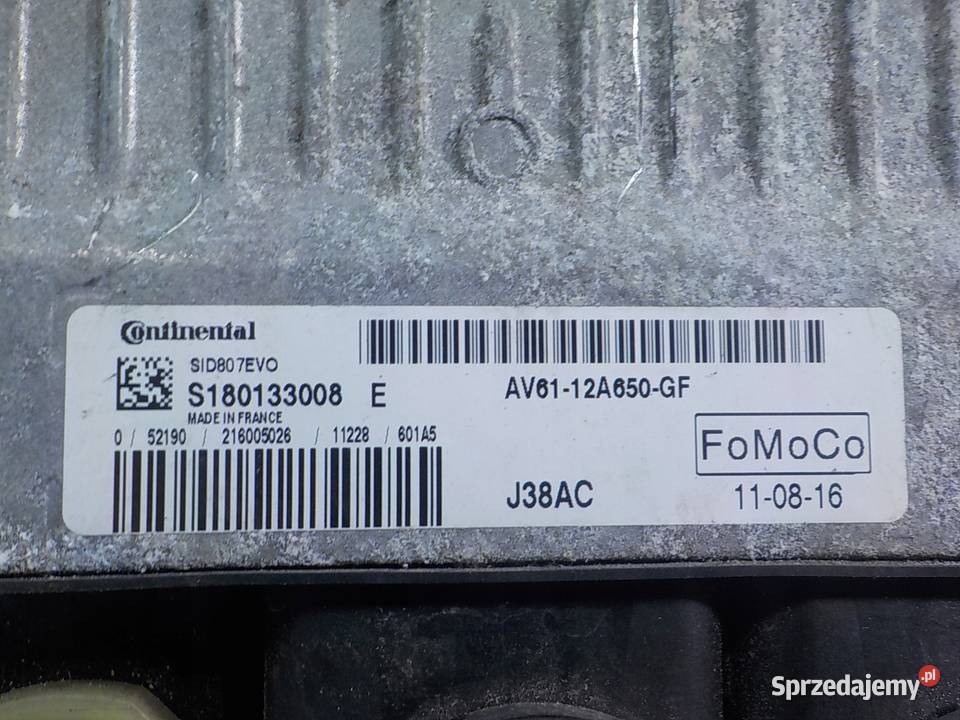 Continental
SID807EVO
S180133008 E
MADE IN FRANCE
0 / 52190 / 216005026 / 11228 / 601A5
AV61-12A650-GF
FoMoCo
J38AC
11-08-16
Sprzedajemy.pl